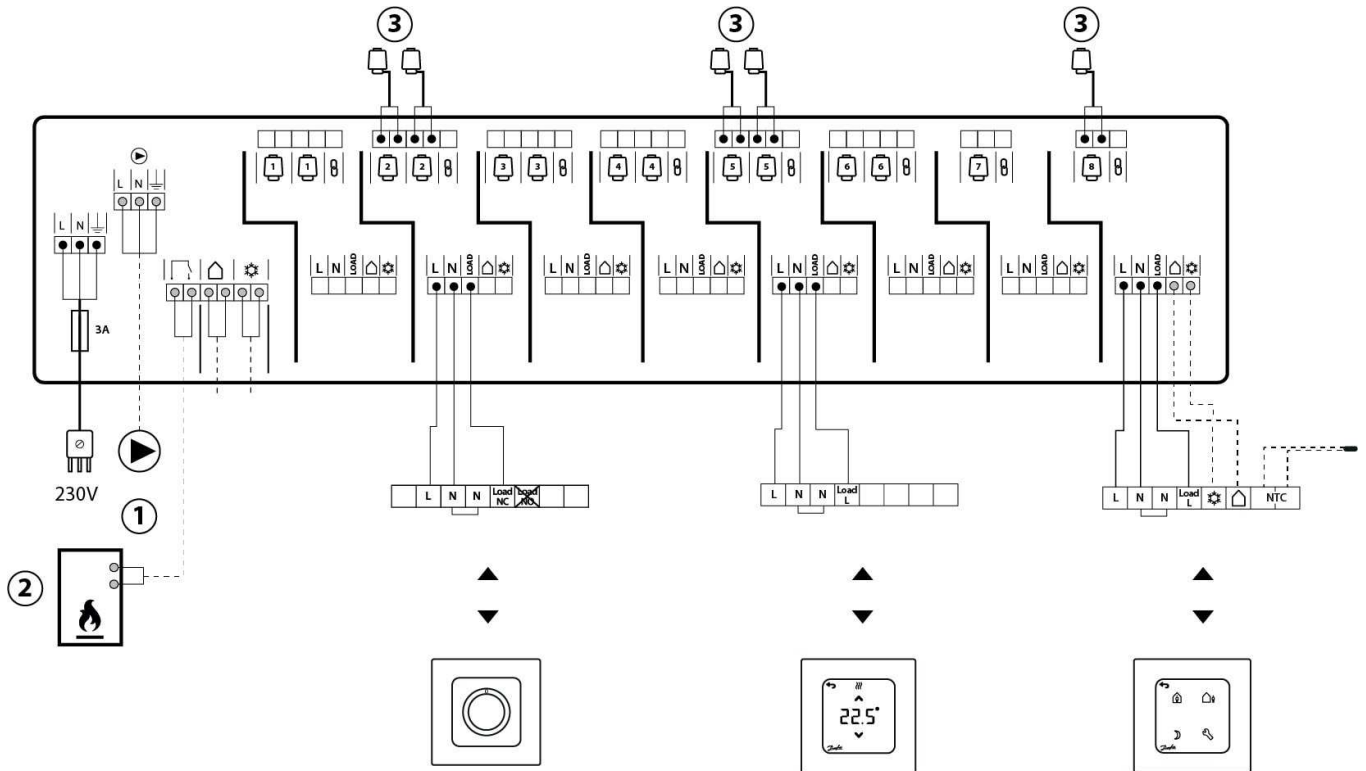 3 3 3
1 1 2 2 3 3 4 4 5 5 6 6 7 8
L N
L N
L N LOAD L N LOAD L N LOAD L N LOAD L N LOAD L N LOAD L N LOAD L N LOAD
3A
230V
L N N Load NC Load NO
L N N Load L
L N N Load L NTC
1
2
22.5°
Danfoss Danfoss